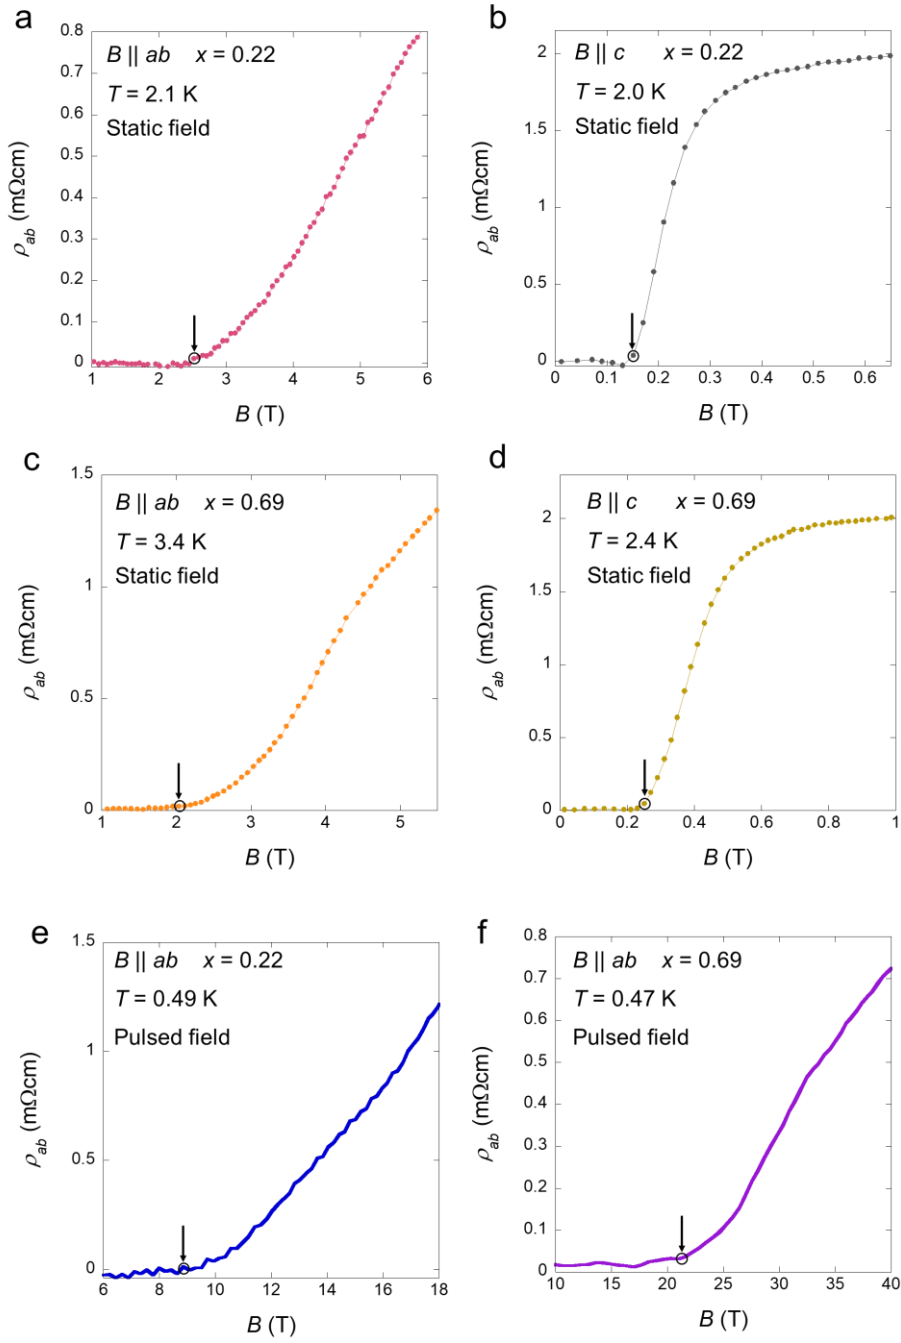 a
B || ab x = 0.22
T = 2.1 K
Static field
ρab (mΩcm)
0.8
0.7
0.6
0.5
0.4
0.3
0.2
0.1
0
1 2 3 4 5 6
B (T)
b
B || c x = 0.22
T = 2.0 K
Static field
ρab (mΩcm)
2
1.5
1
0.5
0
0 0.1 0.2 0.3 0.4 0.5 0.6
B (T)
c
B || ab x = 0.69
T = 3.4 K
Static field
ρab (mΩcm)
1.5
1
0.5
0
1 2 3 4 5
B (T)
d
B || c x = 0.69
T = 2.4 K
Static field
ρab (mΩcm)
2
1.5
1
0.5
0
0 0.2 0.4 0.6 0.8 1
B (T)
e
B || ab x = 0.22
T = 0.49 K
Pulsed field
ρab (mΩcm)
1.5
1
0.5
0
6 8 10 12 14 16 18
B (T)
f
B || ab x = 0.69
T = 0.47 K
Pulsed field
ρab (mΩcm)
0.8
0.7
0.6
0.5
0.4
0.3
0.2
0.1
0
10 15 20 25 30 35 40
B (T)